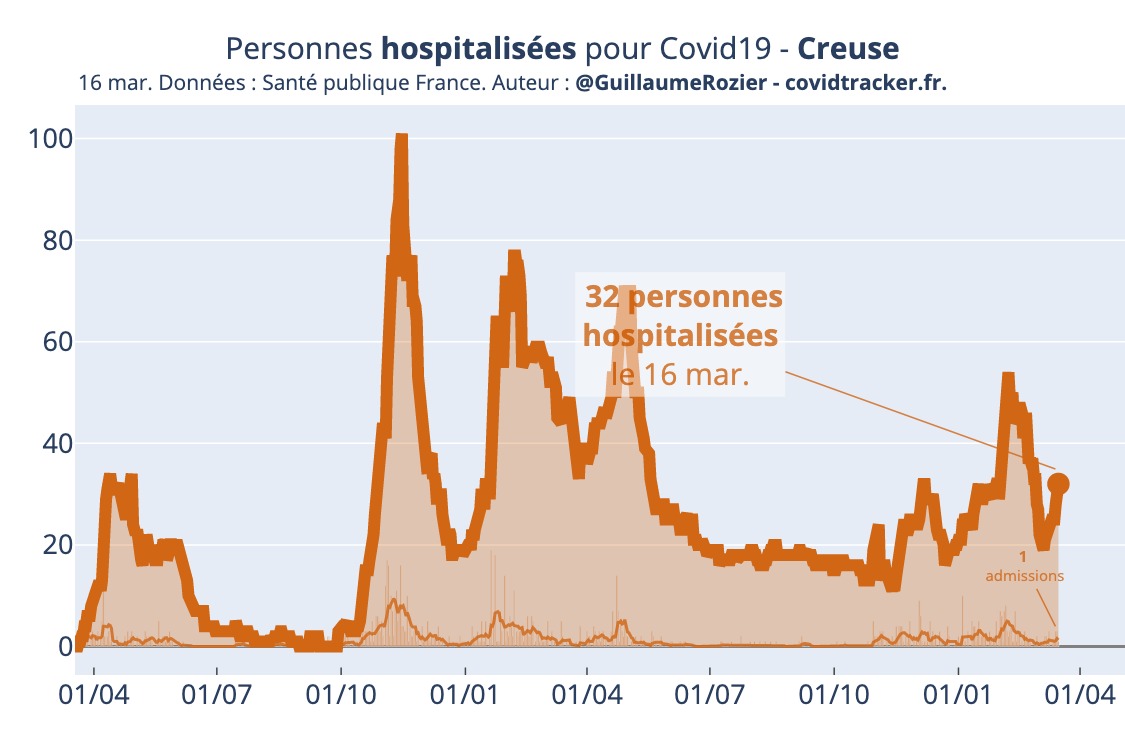 Personnes hospitalisées pour Covid19 - Creuse
16 mar. Données : Santé publique France. Auteur : @GuillaumeRozier - covidtracker.fr.
100
80
60
40
20
0
32 personnes
hospitalisées
le 16 mar.
1
admissions
01/04 01/07 01/10 01/01 01/04 01/07 01/10 01/01 01/04